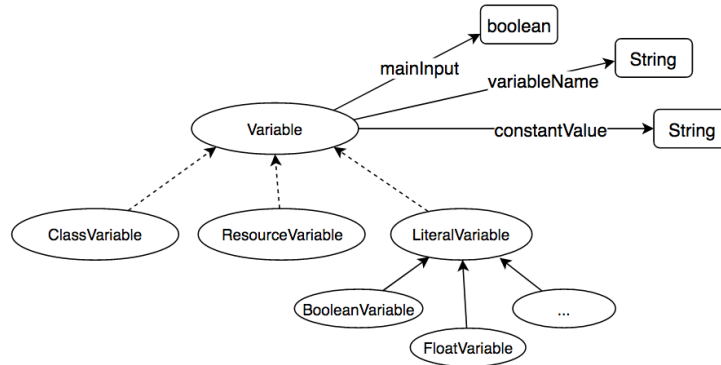 boolean
mainInput
String
variableName
Variable
constantValue
String
ClassVariable
ResourceVariable
LiteralVariable
BooleanVariable
...
FloatVariable